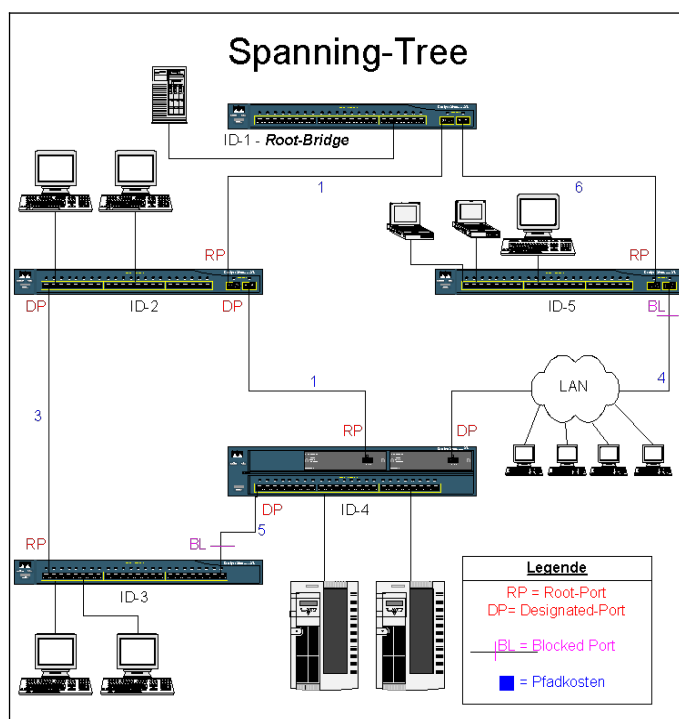 Spanning-Tree
ID-1 - Root-Bridge
1
6
RP
RP
DP
ID-2
DP
ID-5
BL
3
1
LAN
4
RP
DP
DP
ID-4
5
BL
RP
ID-3
Legende
RP = Root-Port
DP= Designated-Port
BL = Blocked Port
= Pfadkosten